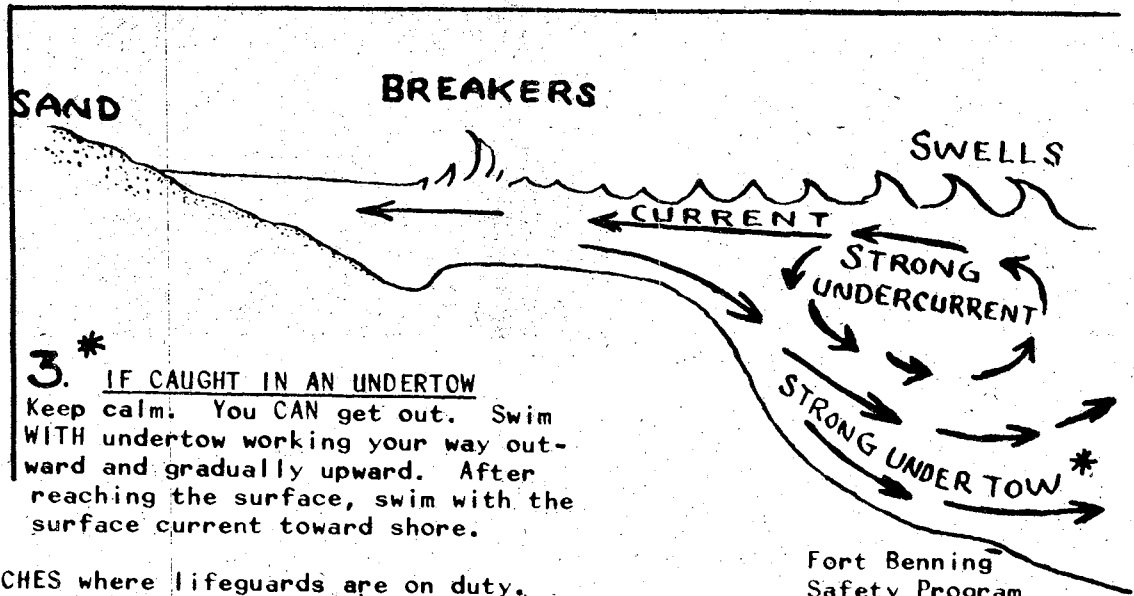 BREAKERS
SAND
SWELLS
CURRENT
STRONG
UNDERCURRENT
STRONG UNDER TOW *
3. *
IF CAUGHT IN AN UNDERTOW
Keep calm. You CAN get out. Swim
WITH undertow working your way out-
ward and gradually upward. After
reaching the surface, swim with the
surface current toward shore.
CHES where lifeguards are on duty.
Fort Benning
Safety Program